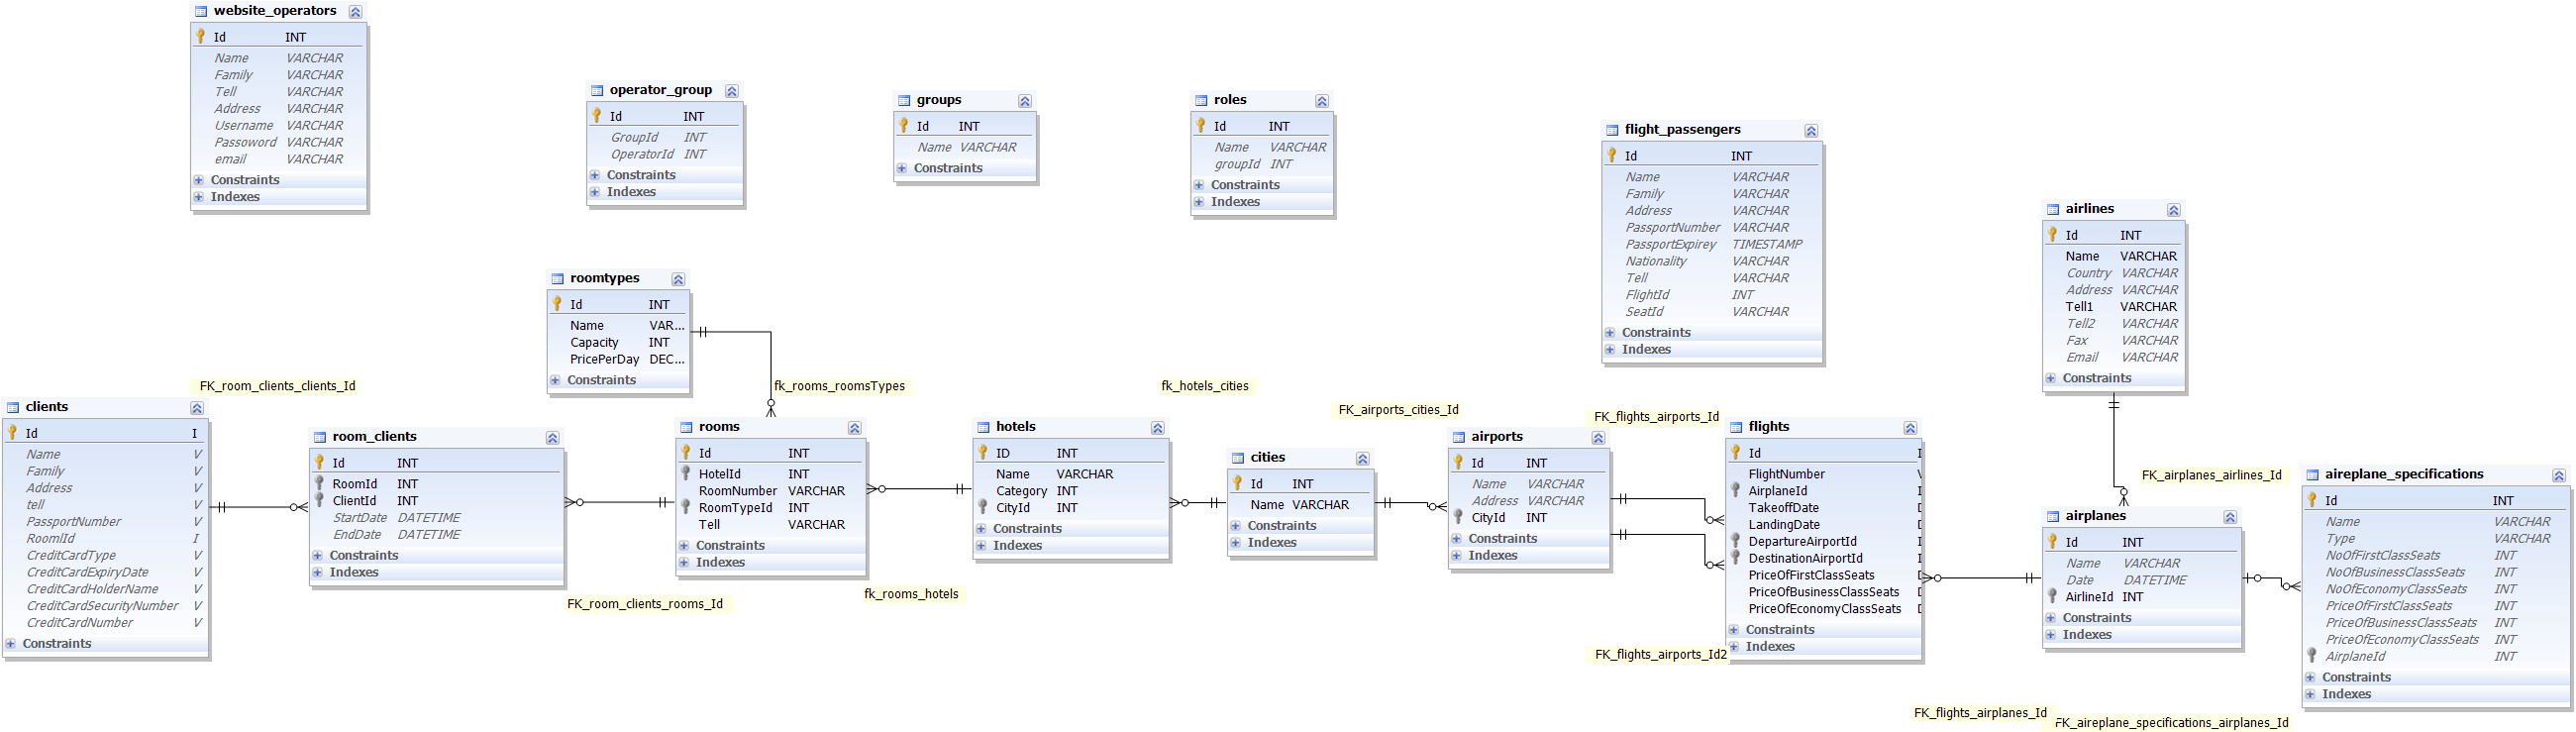 website_operators
Id INT
Name VARCHAR
Family VARCHAR
Tell VARCHAR
Address VARCHAR
Username VARCHAR
Passoword VARCHAR
email VARCHAR
Constraints
Indexes
operator_group
Id INT
GroupId INT
OperatorId INT
Constraints
Indexes
groups
Id INT
Name VARCHAR
Constraints
roles
Id INT
Name VARCHAR
groupId INT
Constraints
Indexes
flight_passengers
Id INT
Name VARCHAR
Family VARCHAR
Address VARCHAR
PassportNumber VARCHAR
PassportExpirey TIMESTAMP
Nationality VARCHAR
Tell VARCHAR
FlightId INT
SeatId VARCHAR
Constraints
Indexes
airlines
Id INT
Name VARCHAR
Country VARCHAR
Address VARCHAR
Tell1 VARCHAR
Tell2 VARCHAR
Fax VARCHAR
Email VARCHAR
Constraints
roomtypes
Id INT
Name VAR...
Capacity INT
PricePerDay DEC...
Constraints
FK_room_clients_clients_Id
fk_rooms_roomsTypes
fk_hotels_cities
FK_airports_cities_Id
FK_flights_airports_Id
clients
Id I
Name V
Family V
Address V
tell V
PassportNumber V
RoomId I
CreditCardType V
CreditCardExpiryDate V
CreditCardHolderName V
CreditCardSecurityNumber V
CreditCardNumber V
Constraints
room_clients
Id INT
RoomId INT
ClientId INT
StartDate DATETIME
EndDate DATETIME
Constraints
Indexes
rooms
Id INT
HotelId INT
RoomNumber VARCHAR
RoomTypeId INT
Tell VARCHAR
Constraints
Indexes
hotels
ID INT
Name VARCHAR
Category INT
CityId INT
Constraints
Indexes
cities
Id INT
Name VARCHAR
Constraints
Indexes
airports
Id INT
Name VARCHAR
Address VARCHAR
CityId INT
Constraints
Indexes
flights
Id I
FlightNumber V
AirplaneId I
TakeoffDate D
LandingDate D
DepartureAirportId I
DestinationAirportId I
PriceOfFirstClassSeats D
PriceOfBusinessClassSeats D
PriceOfEconomyClassSeats D
Constraints
Indexes
FK_airplanes_airlines_Id
airplanes
Id INT
Name VARCHAR
Date DATETIME
AirlineId INT
Constraints
Indexes
aireplane_specifications
Id INT
Name VARCHAR
Type VARCHAR
NoOfFirstClassSeats INT
NoOfBusinessClassSeats INT
NoOfEconomyClassSeats INT
PriceOfFirstClassSeats INT
PriceOfBusinessClassSeats INT
PriceOfEconomyClassSeats INT
AirplaneId INT
Constraints
Indexes
FK_room_clients_rooms_Id
fk_rooms_hotels
FK_flights_airports_Id2
FK_flights_airplanes_Id
FK_aireplane_specifications_airplanes_Id